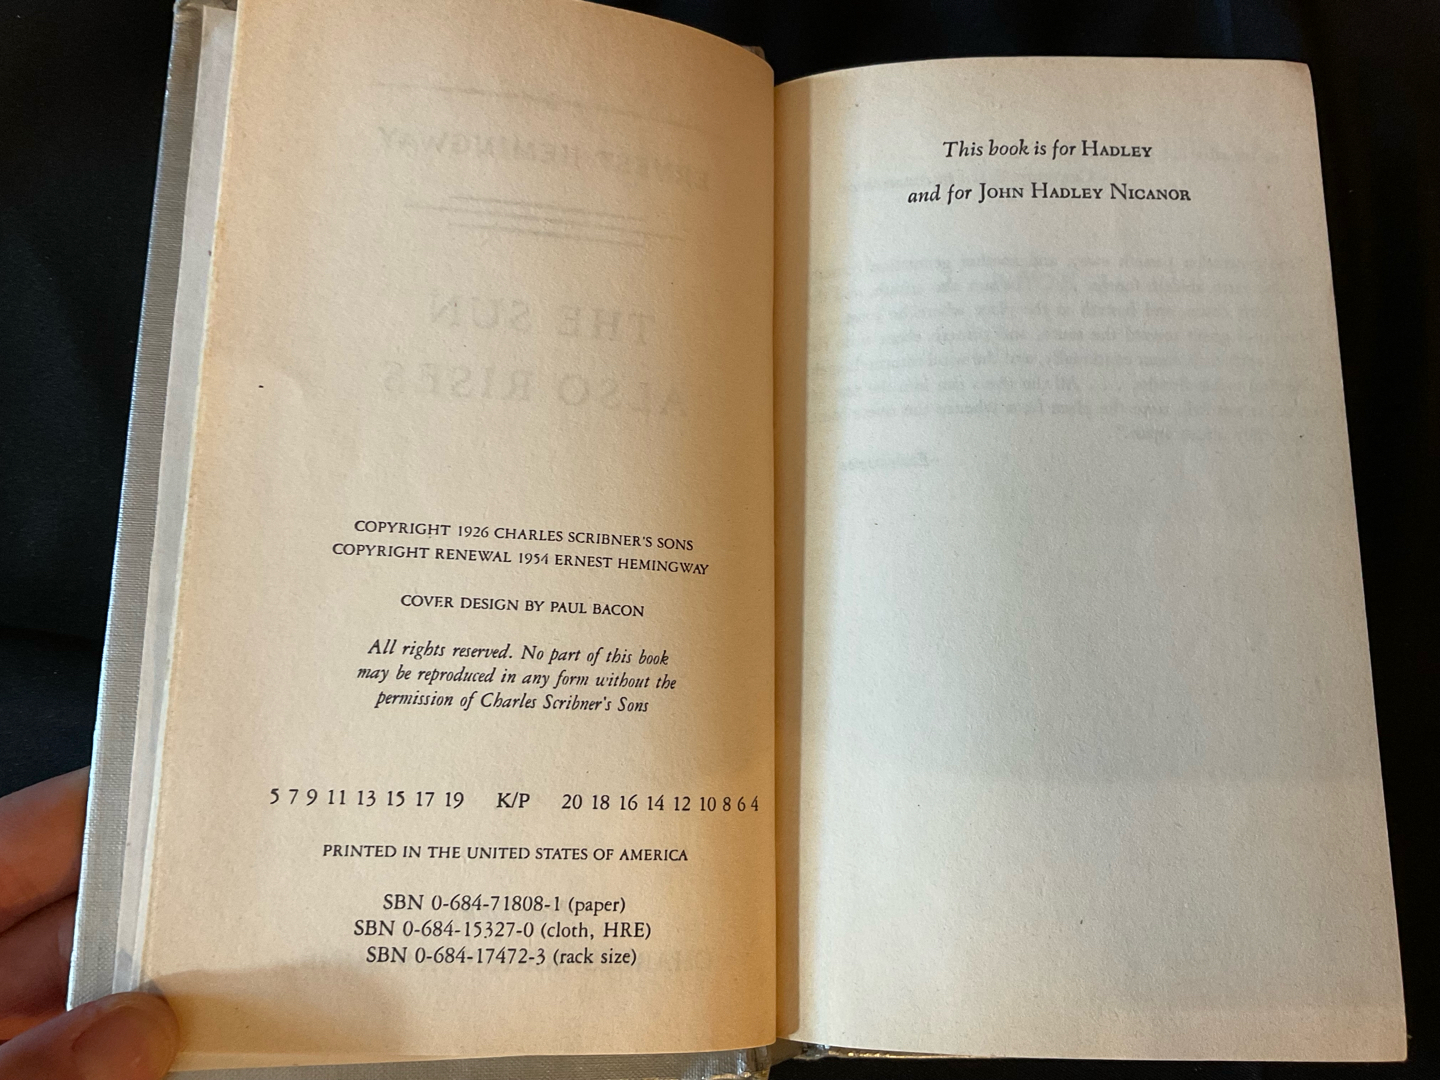 COPYRIGHT 1926 CHARLES SCRIBNER'S SONS
COPYRIGHT RENEWAL 1954 ERNEST HEMINGWAY
COVER DESIGN BY PAUL BACON
All rights reserved. No part of this book
may be reproduced in any form without the
permission of Charles Scribner's Sons
5 7 9 11 13 15 17 19 K/P 20 18 16 14 12 10 8 6 4
PRINTED IN THE UNITED STATES OF AMERICA
SBN 0-684-71808-1 (paper)
SBN 0-684-15327-0 (cloth, HRE)
SBN 0-684-17472-3 (rack size)
This book is for HADLEY
and for JOHN HADLEY NICANOR